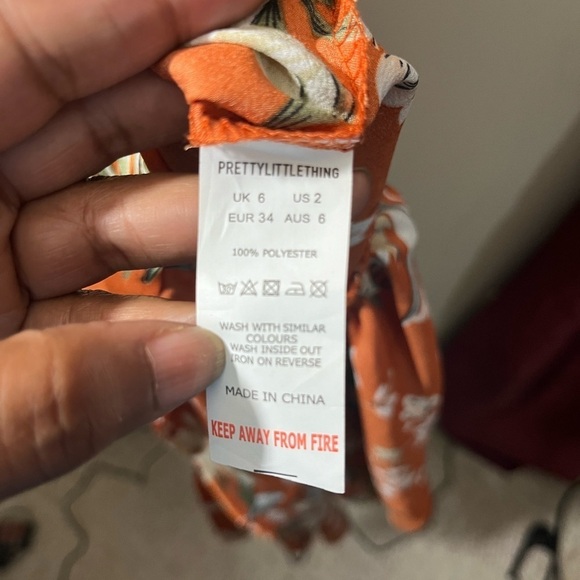 PRETTYLITTLETHING
UK 6 US 2
EUR 34 AUS 6
100% POLYESTER
WASH WITH SIMILAR
COLOURS
WASH INSIDE OUT
IRON ON REVERSE
MADE IN CHINA
KEEP AWAY FROM FIRE